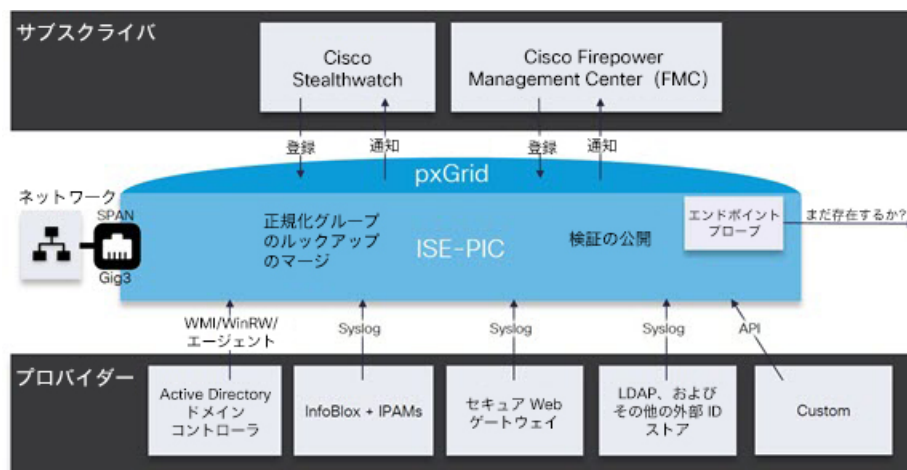 サブスクライバ
Cisco
Stealthwatch
Cisco Firepower
Management Center（FMC）
登録
通知
登録
通知
pxGrid
ネットワーク
SPAN
Gig3
正規化グループ
のルックアップ
のマージ
ISE-PIC
検証の公開
エンドポイント
プローブ
まだ存在するか?
WMI/WinRW/
エージェント
Syslog
Syslog
Syslog
API
プロバイダー
Active Directory
ドメイン
コントローラ
InfoBlox + IPAMs
セキュア Web
ゲートウェイ
LDAP、および
その他の外部 ID
ストア
Custom